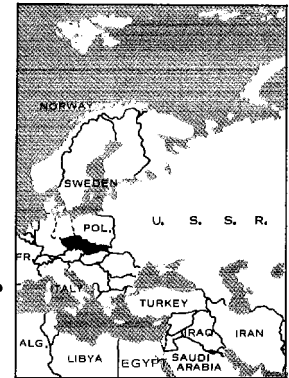 NORWAY
SWEDEN
POL.
U. S. S. R.
FR.
ITALY
TURKEY
IRAQ
IRAN
ALG.
LIBYA
EGYPT
SAUDI
ARABIA